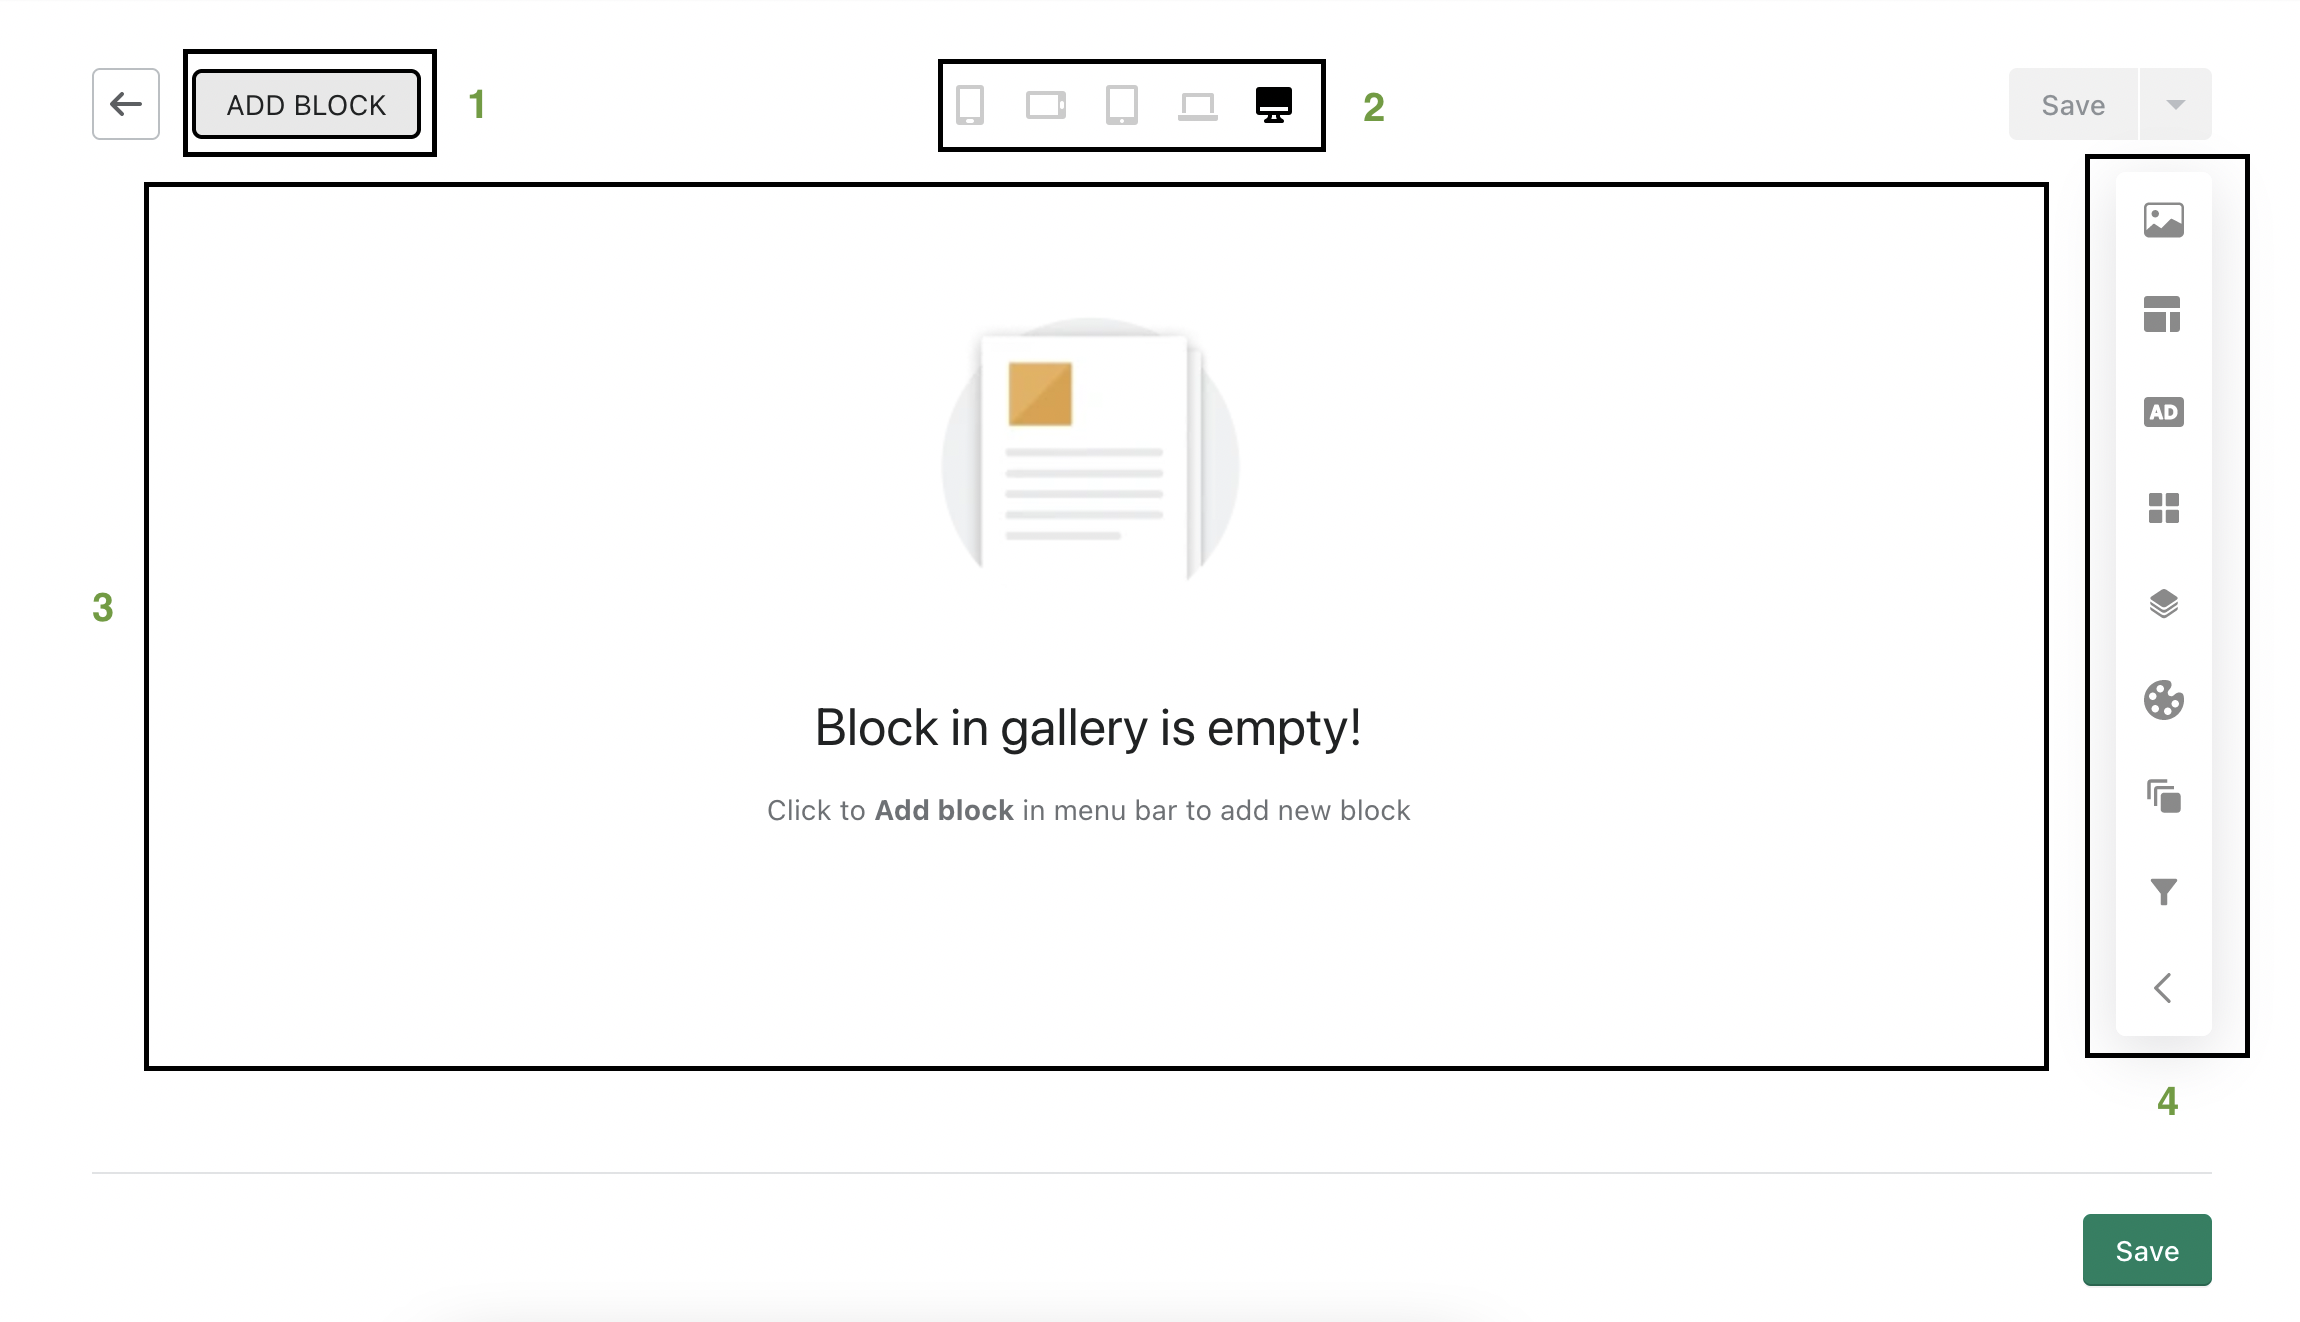 ADD BLOCK
1
2
Save
AD
3
Block in gallery is empty!
Click to Add block in menu bar to add new block
4
Save